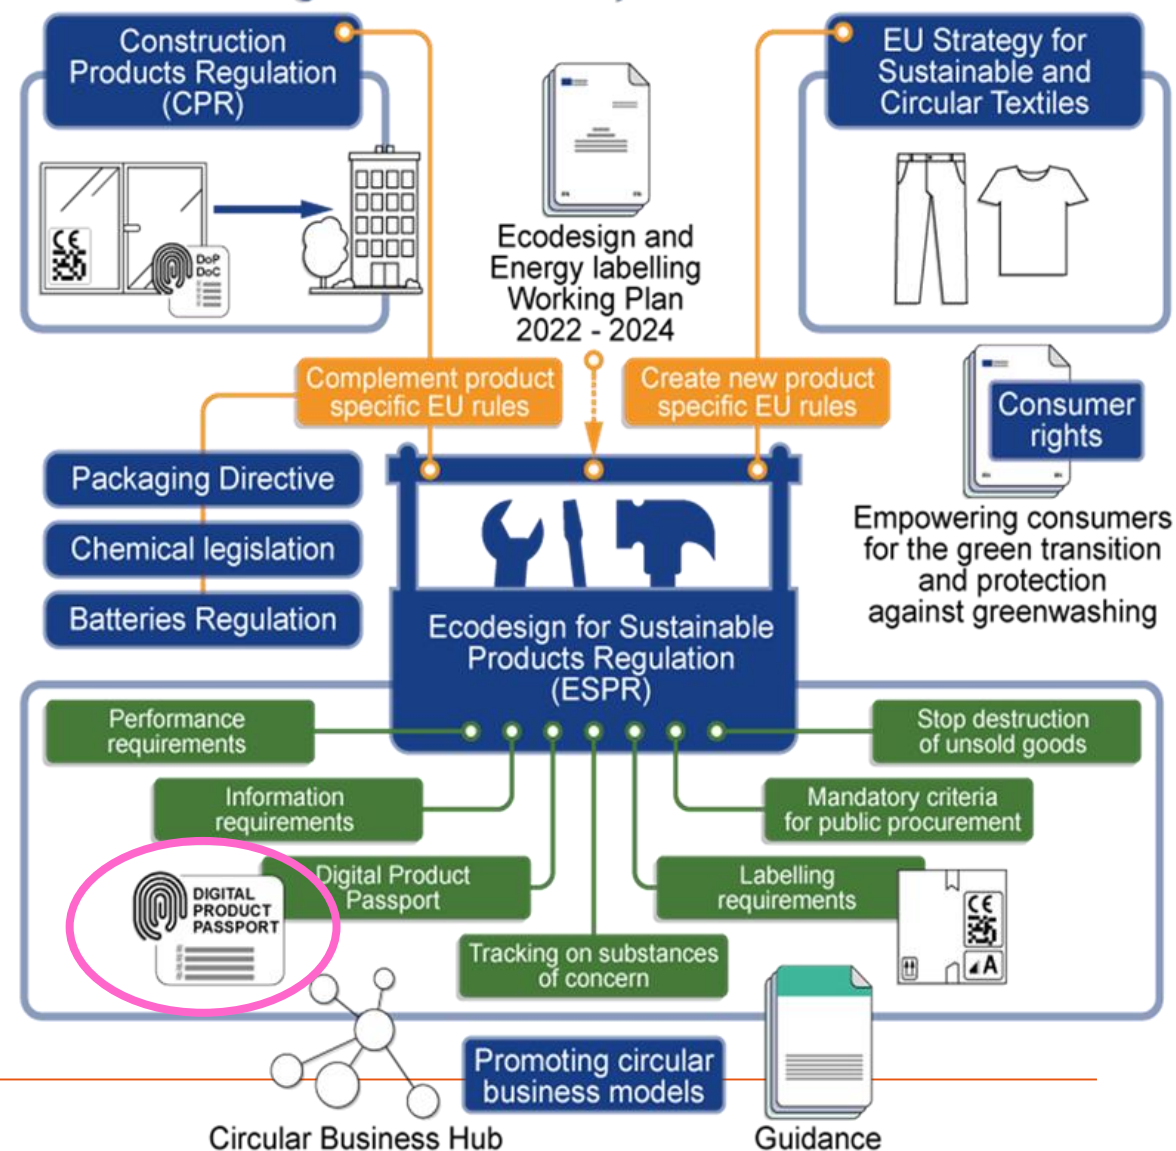 Construction
Products Regulation
(CPR)
EU Strategy for
Sustainable and
Circular Textiles
CE
DoP
DoC
Ecodesign and
Energy labelling
Working Plan
2022 - 2024
Complement product
specific EU rules
Create new product
specific EU rules
Consumer
rights
Empowering consumers
for the green transition
and protection
against greenwashing
Packaging Directive
Chemical legislation
Batteries Regulation
Ecodesign for Sustainable
Products Regulation
(ESPR)
Performance
requirements
Stop destruction
of unsold goods
Information
requirements
Mandatory criteria
for public procurement
Digital Product
Passport
Labelling
requirements
DIGITAL
PRODUCT
PASSPORT
CE
A
Tracking on substances
of concern
Promoting circular
business models
Circular Business Hub
Guidance